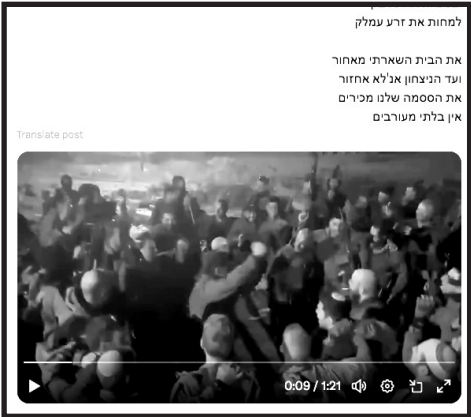 למחות את זרע עמלק
את הבית השארתי מאחור
ועד הניצחון אנ'לא אחזור
את הססמה שלנו מכירים
אין בלתי מעורבים
Translate post
0:09 / 1:21